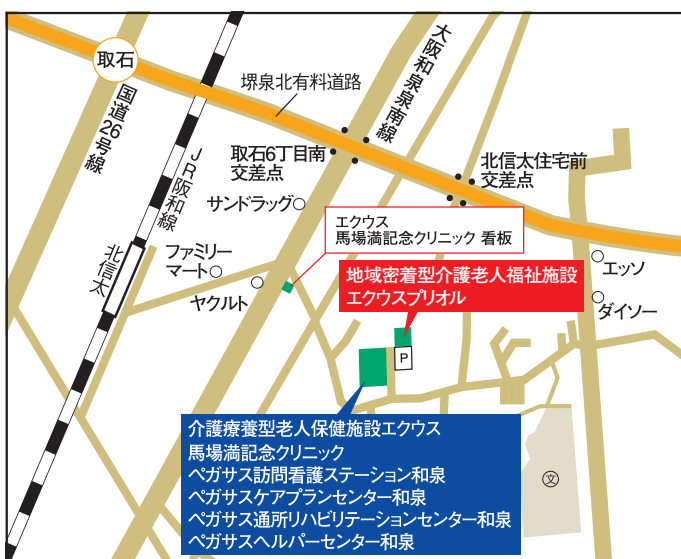 取石
国道26号線
JR阪和線
堺泉北有料道路
大阪和泉泉南線
取石6丁目南
交差点
北信太住宅前
交差点
サンドラッグ
エクウス
馬場満記念クリニック 看板
北信太
ファミリー
マート
ヤクルト
エッソ
ダイソー
地域密着型介護老人福祉施設
エクウスプリオル
P
介護療養型老人保健施設エクウス
馬場満記念クリニック
ペガサス訪問看護ステーション和泉
ペガサスケアプランセンター和泉
ペガサス通所リハビリテーションセンター和泉
ペガサスヘルパーセンター和泉
文